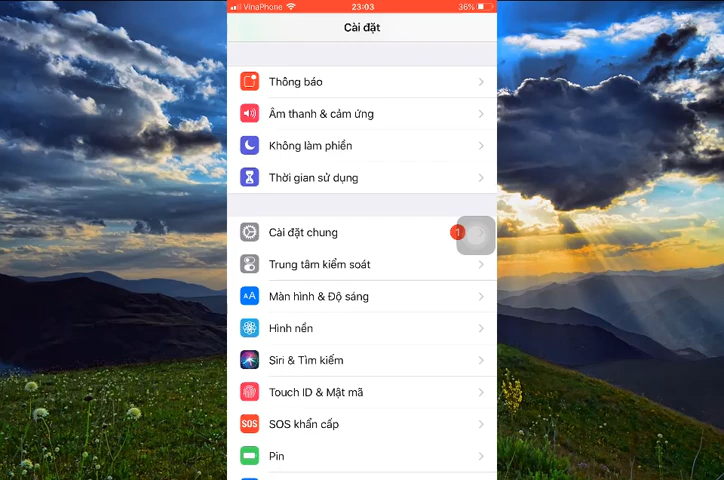 VinaPhone 23:03 36%
Cài đặt
Thông báo
Âm thanh & cảm ứng
Không làm phiền
Thời gian sử dụng
Cài đặt chung 1
Trung tâm kiểm soát
AA Màn hình & Độ sáng
Hình nền
Siri & Tìm kiếm
Touch ID & Mật mã
SOS SOS khẩn cấp
Pin